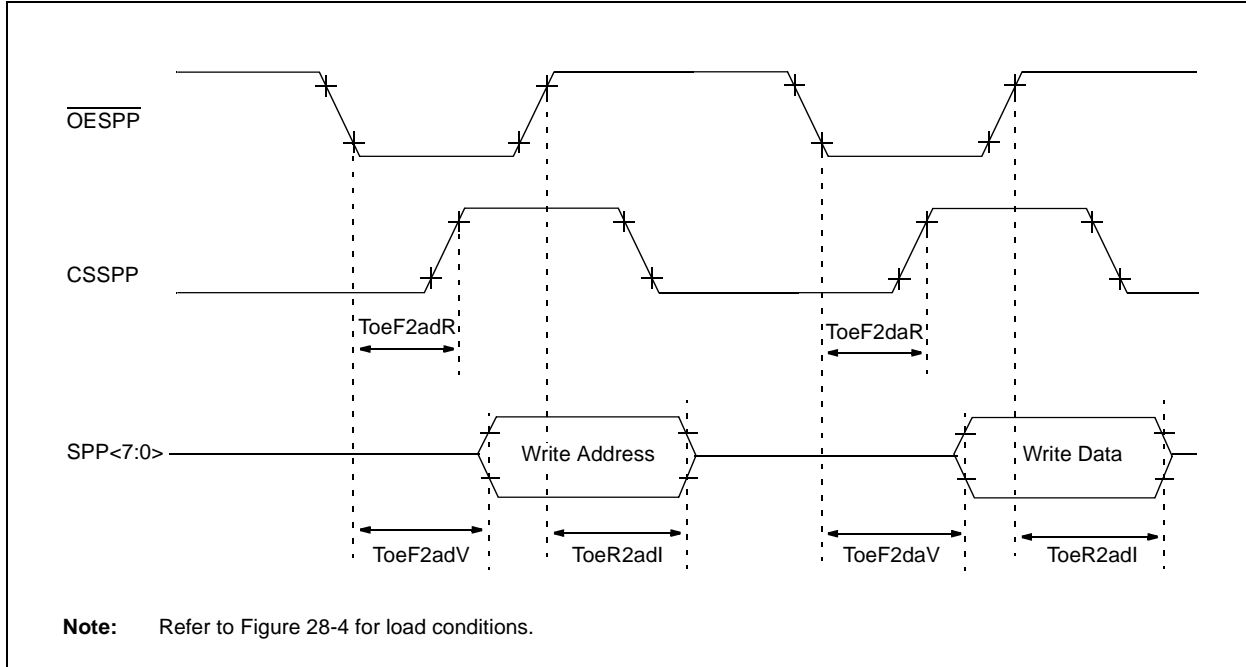 OESPP
CSSPP
ToeF2adR
ToeF2daR
SPP<7:0>
Write Address
Write Data
ToeF2adV
ToeR2adI
ToeF2daV
ToeR2adI
Note: Refer to Figure 28-4 for load conditions.